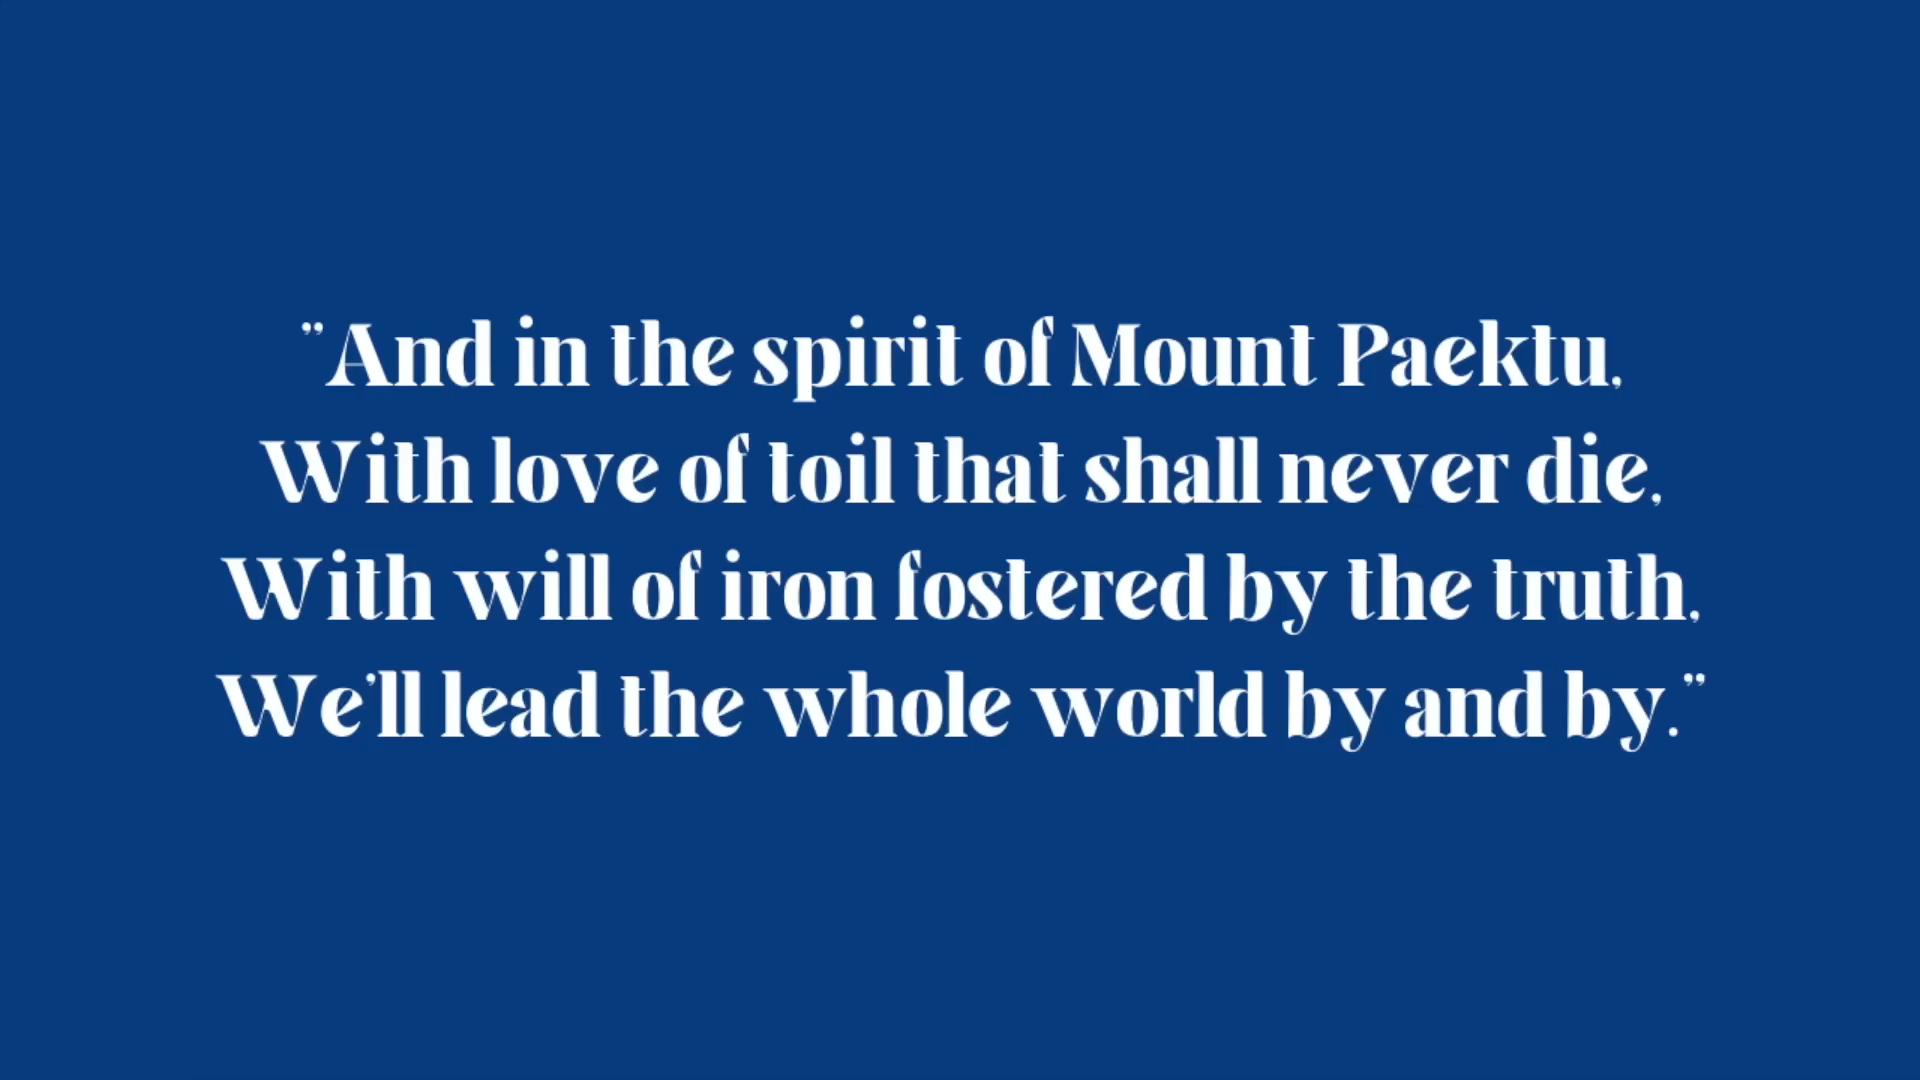 ”And in the spirit of Mount Paektu,
With love of toil that shall never die,
With will of iron fostered by the truth,
We’ll lead the whole world by and by.”